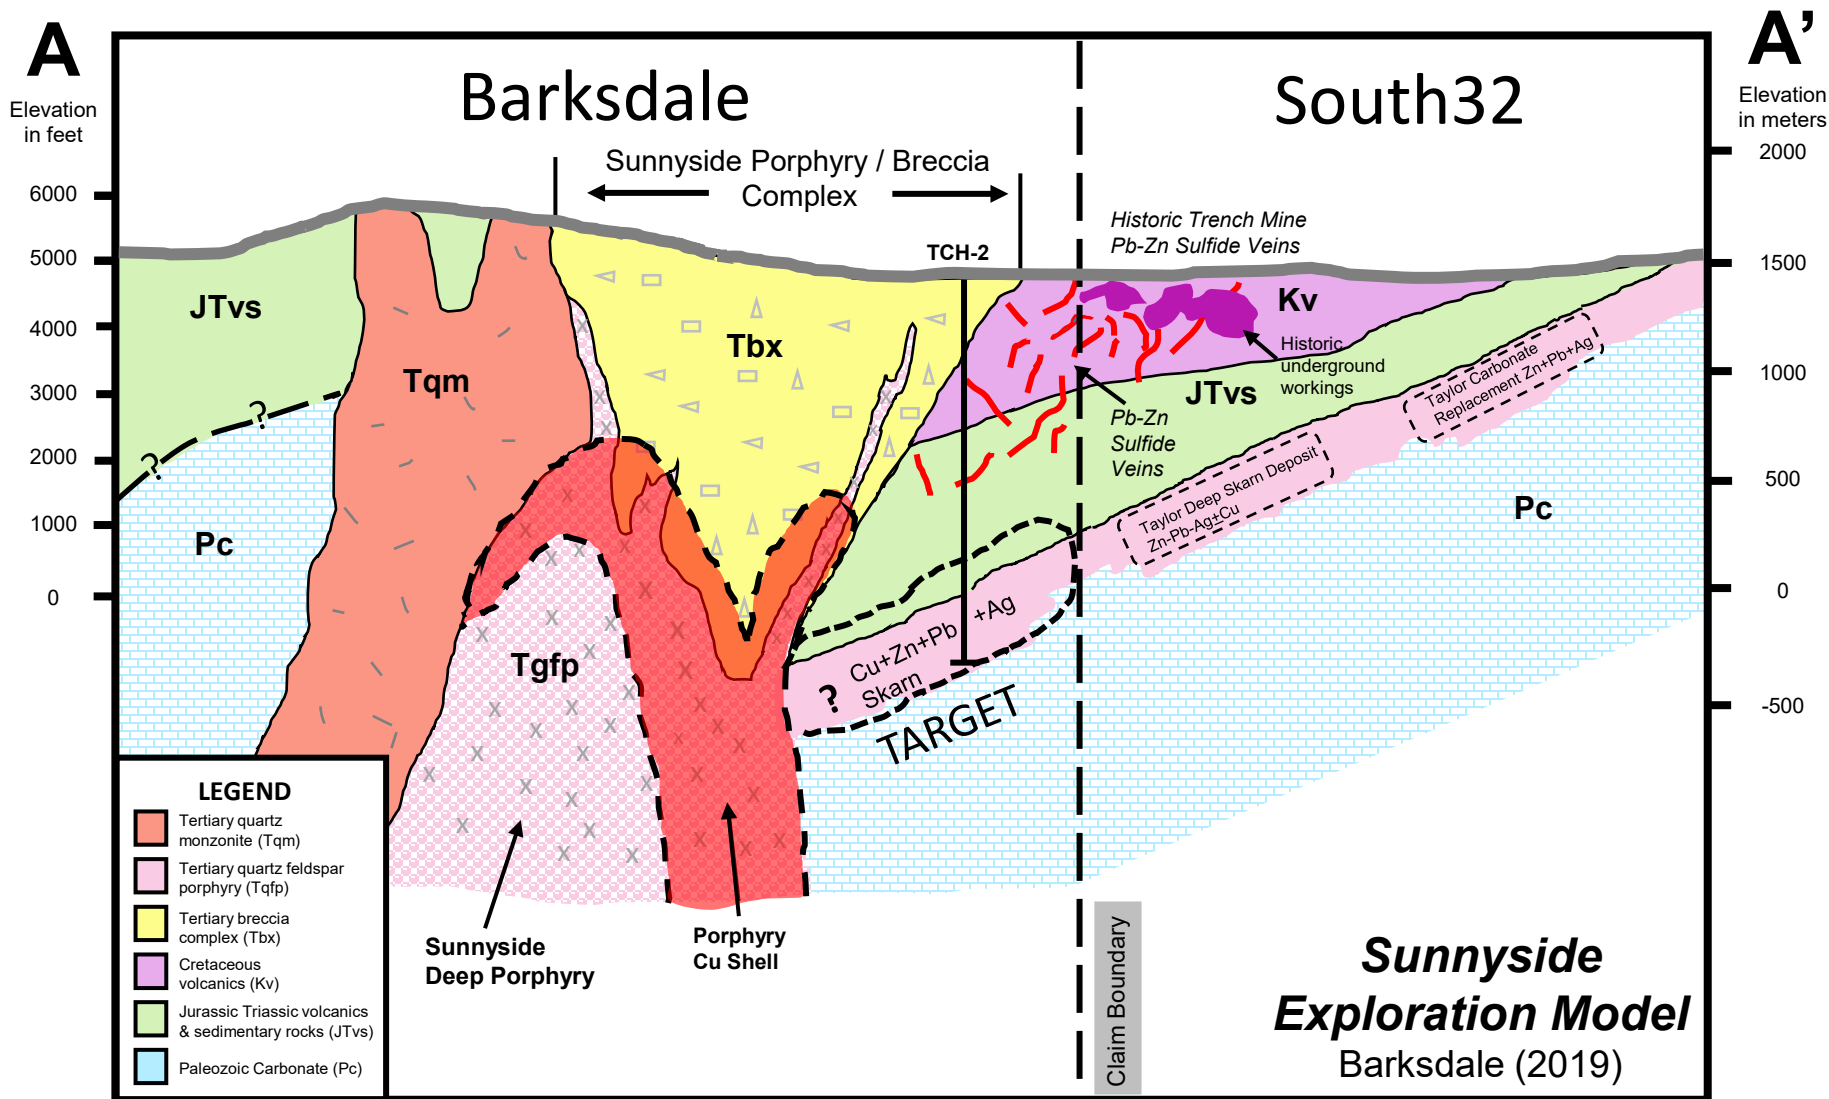 A
A’
Elevation
in feet
Elevation
in meters
Barksdale
South32
Sunnyside Porphyry / Breccia
Complex
Historic Trench Mine
Pb-Zn Sulfide Veins
TCH-2
6000
5000
4000
3000
2000
1000
0
2000
1500
1000
500
0
-500
JTvs
Tqm
Tbx
Kv
Historic
underground
workings
JTvs
Pb-Zn
Sulfide
Veins
Taylor Carbonate
Replacement Zn+Pb+Ag
Taylor Deep Skarn Deposit
Zn-Pb-Ag±Cu
?
?
Pc
Pc
Tgfp
Cu+Zn+Pb +Ag
? Skarn
TARGET
Sunnyside
Deep Porphyry
Porphyry
Cu Shell
Claim Boundary
LEGEND
Tertiary quartz
monzonite (Tqm)
Tertiary quartz feldspar
porphyry (Tqfp)
Tertiary breccia
complex (Tbx)
Cretaceous
volcanics (Kv)
Jurassic Triassic volcanics
& sedimentary rocks (JTvs)
Paleozoic Carbonate (Pc)
Sunnyside
Exploration Model
Barksdale (2019)